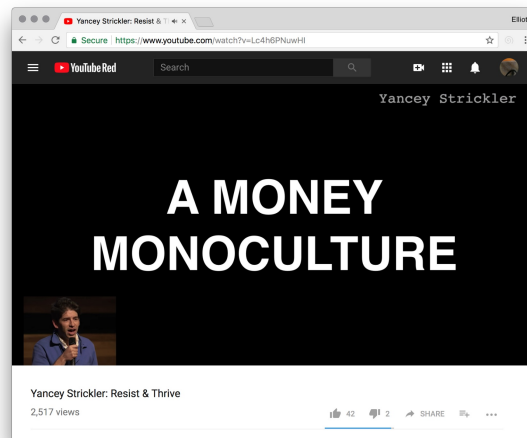 Yancey Strickler: Resist & T
Elliot
Secure https://www.youtube.com/watch?v=Lc4h6PNuwHI
YouTube Red
Search
Yancey Strickler
A MONEY
MONOCULTURE
Yancey Strickler: Resist & Thrive
2,517 views
42 2 SHARE